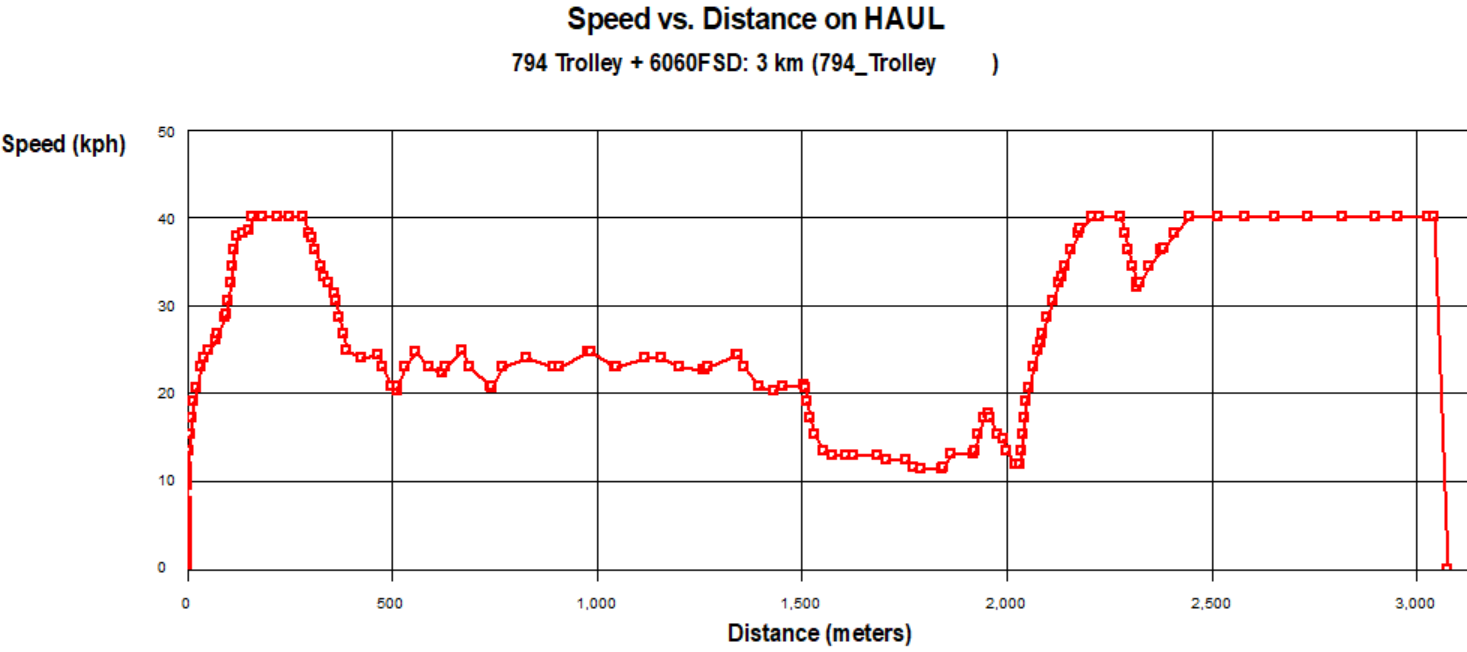 Speed vs. Distance on HAUL
794 Trolley + 6060FSD: 3 km (794_Trolley )
Speed (kph)
50
40
30
20
10
0
0 500 1,000 1,500 2,000 2,500 3,000
Distance (meters)